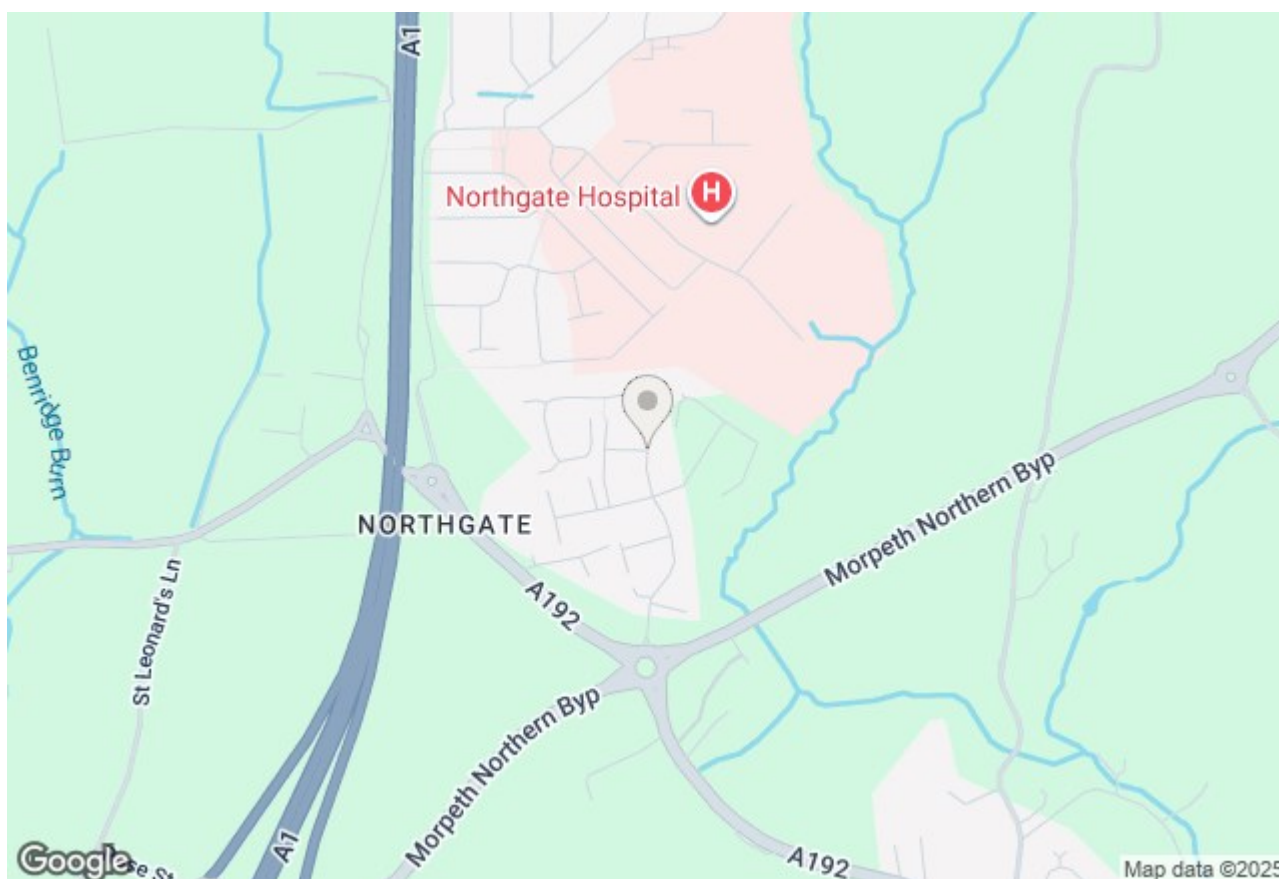 A1
Northgate Hospital
H
Benridge Burn
Morpeth Northern Byp
NORTHGATE
A192
St Leonard's Ln
Morpeth Northern Byp
A1
A192
Google
Map data ©2025